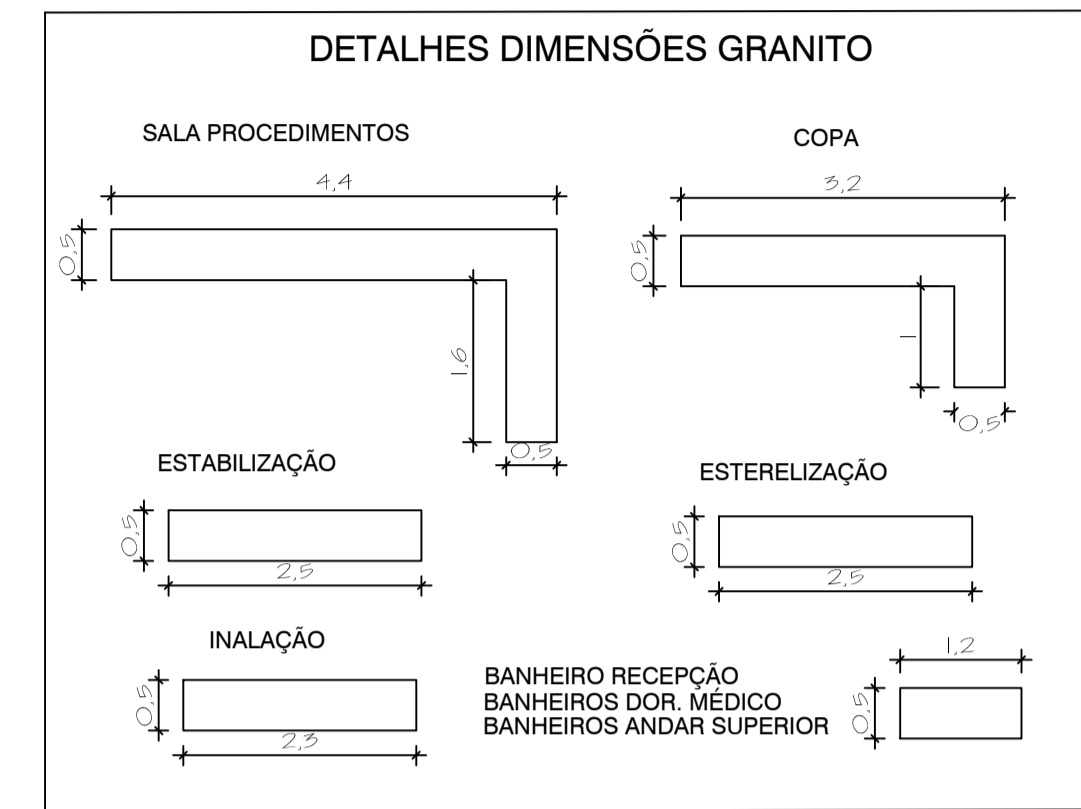 DETALHES DIMENSÕES GRANITO
SALA PROCEDIMENTOS
4,4
0,5
1,6
0,5
COPA
3,2
0,5
1
0,5
ESTABILIZAÇÃO
0,5
2,5
ESTERELIZAÇÃO
0,5
2,5
INALAÇÃO
0,5
2,3
BANHEIRO RECEPÇÃO
BANHEIROS DOR. MÉDICO
BANHEIROS ANDAR SUPERIOR
1,2
0,5